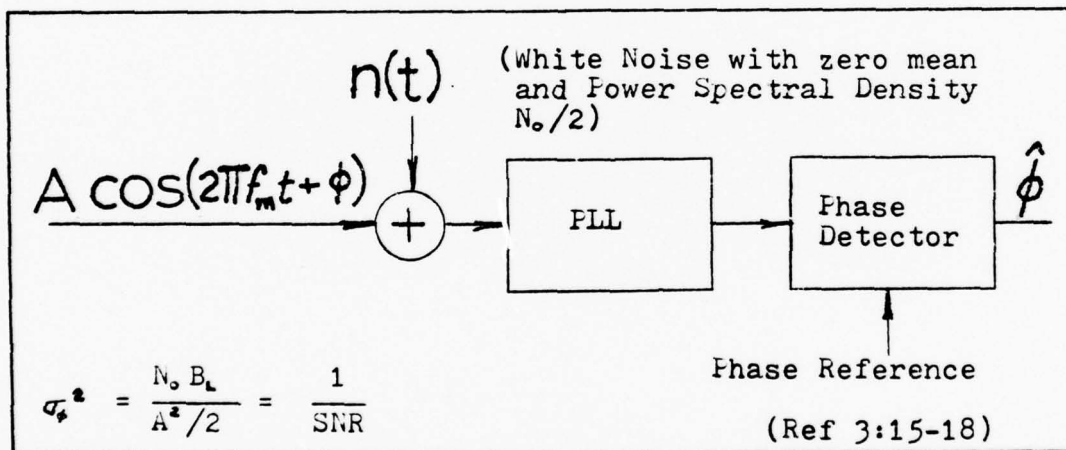 n(t)
(White Noise with zero mean
and Power Spectral Density
N₀/2)
A cos(2πfₘt + ϕ)
+
PLL
Phase
Detector
ϕ̂
Phase Reference
σ_ϕ² = N₀ B_L / A²/2 = 1 / SNR
(Ref 3:15-18)